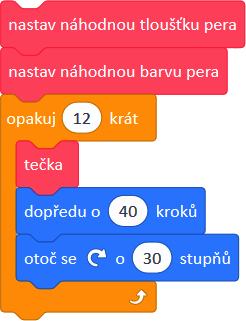 nastav náhodnou tloušťku pera
nastav náhodnou barvu pera
opakuj 12 krát
tečka
dopředu o 40 kroků
otoč se o 30 stupňů